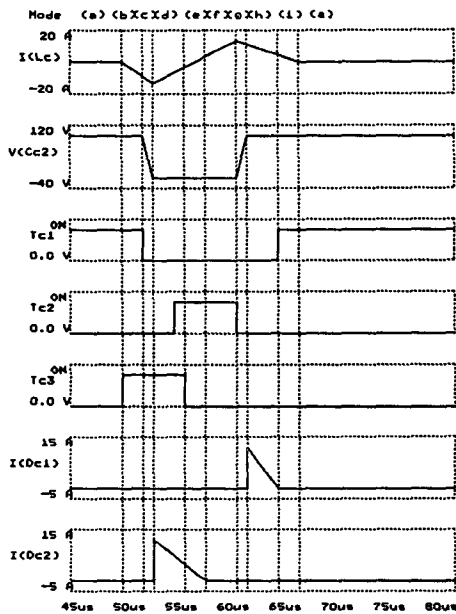 Mode (a) (b)(c)(d) (e)(f)(g)(h) (i) (a)
20 A
I(Lc)
-20 A
120 V
V(Cc2)
-40 V
ON
Tc1
0.0 V
ON
Tc2
0.0 V
ON
Tc3
0.0 V
15 A
I(Dc1)
-5 A
15 A
I(Dc2)
-5 A
45us 50us 55us 60us 65us 70us 75us 80us